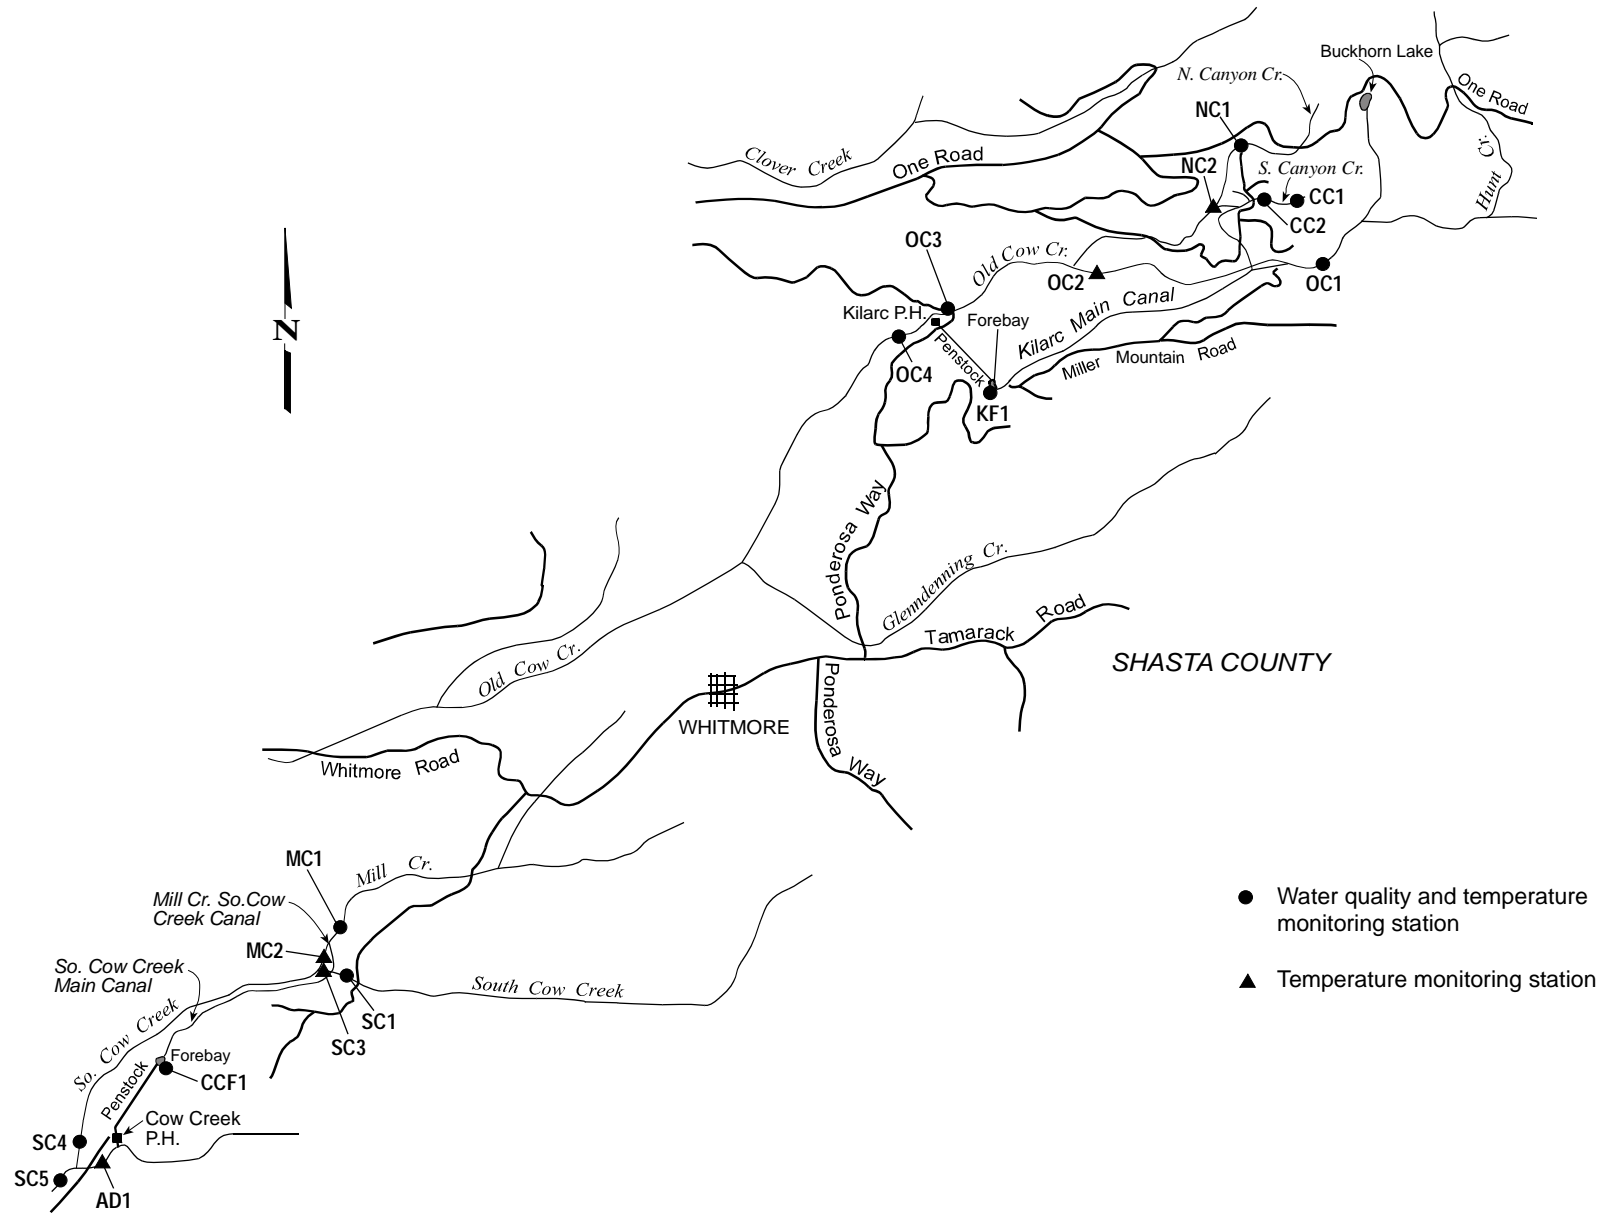 Buckhorn Lake
N. Canyon Cr.
One Road
NC1
Clover Creek
One Road
NC2
S. Canyon Cr.
Hunt Cr.
CC1
CC2
OC3
Old Cow Cr.
OC2
OC1
Kilarc P.H.
Forebay
Kilarc Main Canal
N
Penstock
Miller Mountain Road
OC4
KF1
Ponderosa Way
Glenndenning Cr.
Tamarack Road
Old Cow Cr.
SHASTA COUNTY
WHITMORE
Ponderosa Way
Whitmore Road
MC1
Mill Cr.
Mill Cr. So.Cow
Creek Canal
Water quality and temperature
monitoring station
MC2
So. Cow Creek
Main Canal
South Cow Creek
Temperature monitoring station
SC1
SC3
So. Cow Creek
Forebay
CCF1
Penstock
Cow Creek
P.H.
SC4
SC5
AD1